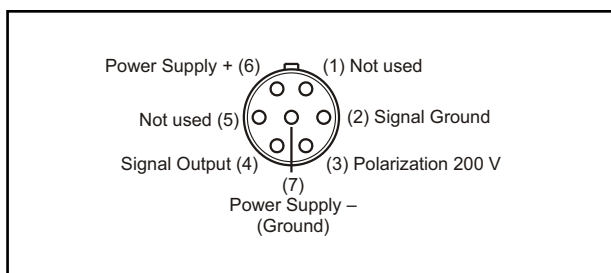 Power Supply + (6) (1) Not used
Not used (5) (2) Signal Ground
Signal Output (4) (3) Polarization 200 V
(7)
Power Supply –
(Ground)